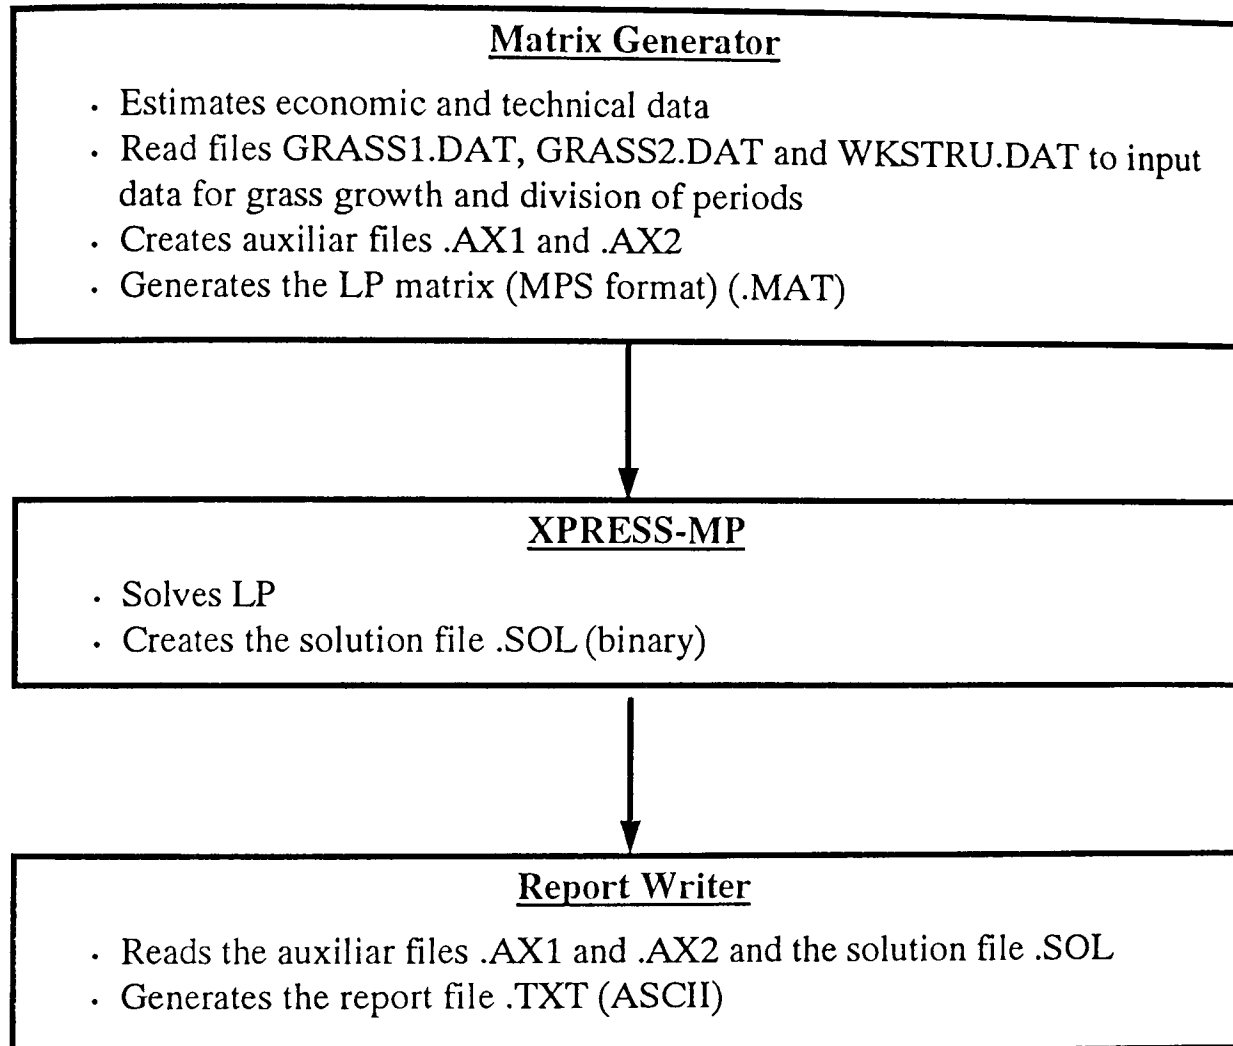 Matrix Generator
· Estimates economic and technical data
· Read files GRASS1.DAT, GRASS2.DAT and WKSTRU.DAT to input
data for grass growth and division of periods
· Creates auxiliar files .AX1 and .AX2
· Generates the LP matrix (MPS format) (.MAT)
XPRESS-MP
· Solves LP
· Creates the solution file .SOL (binary)
Report Writer
· Reads the auxiliar files .AX1 and .AX2 and the solution file .SOL
· Generates the report file .TXT (ASCII)